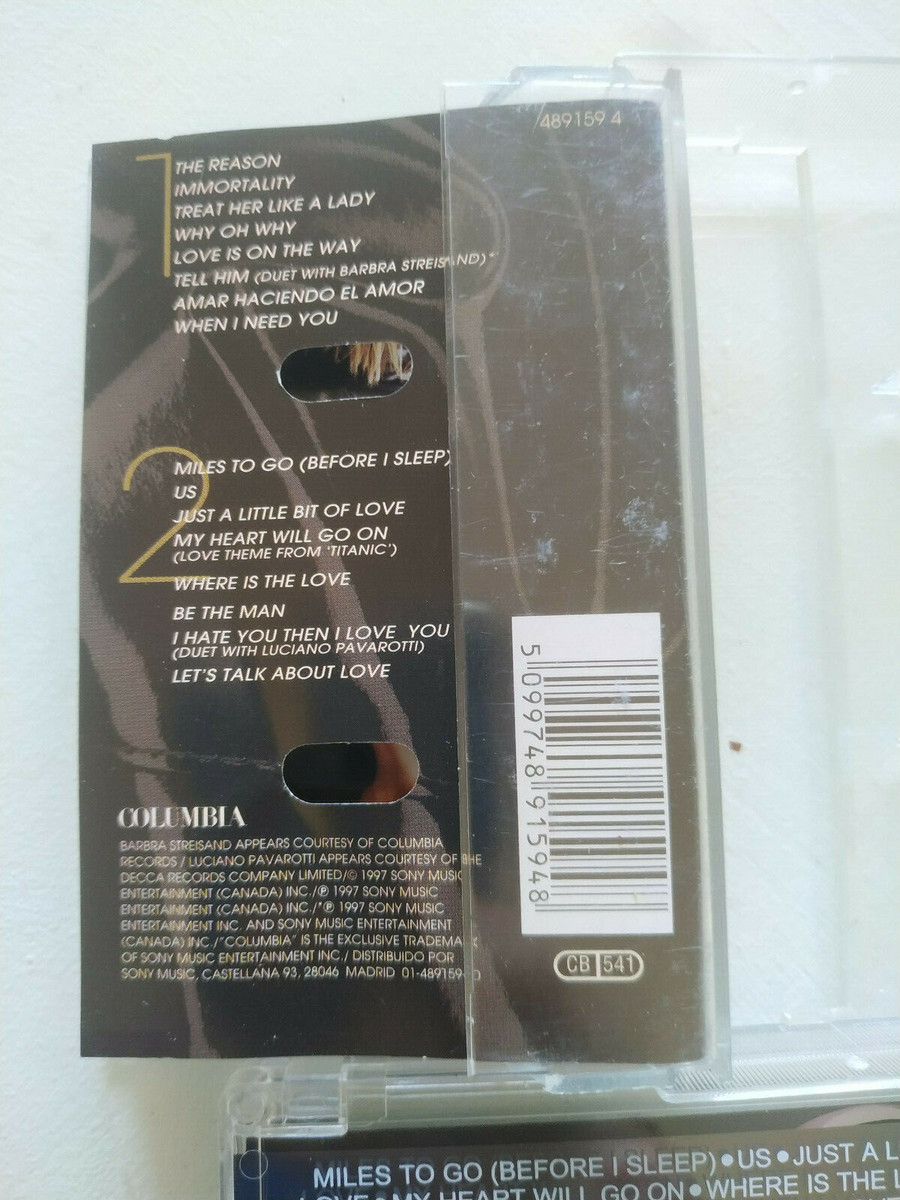 489159 4
1
THE REASON
IMMORTALITY
TREAT HER LIKE A LADY
WHY OH WHY
LOVE IS ON THE WAY
TELL HIM (DUET WITH BARBRA STREISAND)*
AMAR HACIENDO EL AMOR
WHEN I NEED YOU
2
MILES TO GO (BEFORE I SLEEP)
US
JUST A LITTLE BIT OF LOVE
MY HEART WILL GO ON
(LOVE THEME FROM 'TITANIC')
WHERE IS THE LOVE
BE THE MAN
I HATE YOU THEN I LOVE YOU
(DUET WITH LUCIANO PAVAROTTI)
LET'S TALK ABOUT LOVE
COLUMBIA
BARBRA STREISAND APPEARS COURTESY OF COLUMBIA
RECORDS / LUCIANO PAVAROTTI APPEARS COURTESY OF THE
DECCA RECORDS COMPANY LIMITED/© 1997 SONY MUSIC
ENTERTAINMENT (CANADA) INC./℗ 1997 SONY MUSIC
ENTERTAINMENT (CANADA) INC./*℗ 1997 SONY MUSIC
ENTERTAINMENT INC. AND SONY MUSIC ENTERTAINMENT
(CANADA) INC./"COLUMBIA" IS THE EXCLUSIVE TRADEMARK
OF SONY MUSIC ENTERTAINMENT INC./ DISTRIBUIDO POR
SONY MUSIC, CASTELLANA 93, 28046 MADRID
5 099748 915948
CB 541
MILES TO GO (BEFORE I SLEEP)•US•JUST A L
LOVE•MY HEART WILL GO ON•WHERE IS THE L